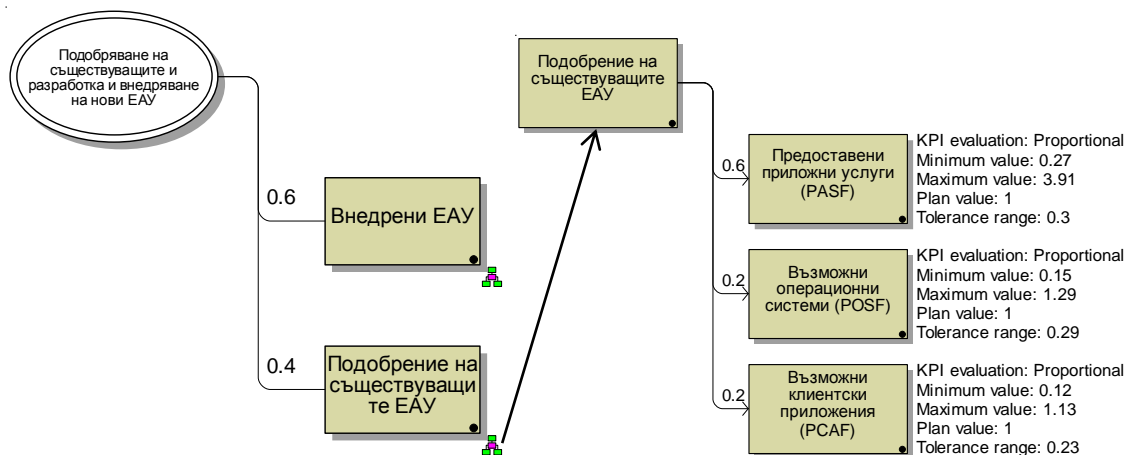 Подобряване на
съществуващите и
разработка и внедряване
на нови ЕАУ
0.6
Внедрени ЕАУ
0.4
Подобрение на
съществуващи
те ЕАУ
Подобрение на
съществуващите
ЕАУ
0.6
Предоставени
приложни услуги
(PASF)
KPI evaluation: Proportional
Minimum value: 0.27
Maximum value: 3.91
Plan value: 1
Tolerance range: 0.3
0.2
Възможни
операционни
системи (POSF)
KPI evaluation: Proportional
Minimum value: 0.15
Maximum value: 1.29
Plan value: 1
Tolerance range: 0.29
0.2
Възможни
клиентски
приложения
(PCAF)
KPI evaluation: Proportional
Minimum value: 0.12
Maximum value: 1.13
Plan value: 1
Tolerance range: 0.23